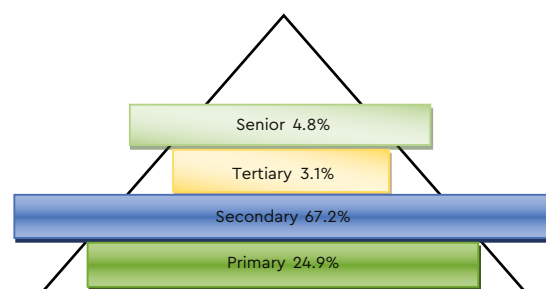 Senior 4.8%
Tertiary 3.1%
Secondary 67.2%
Primary 24.9%